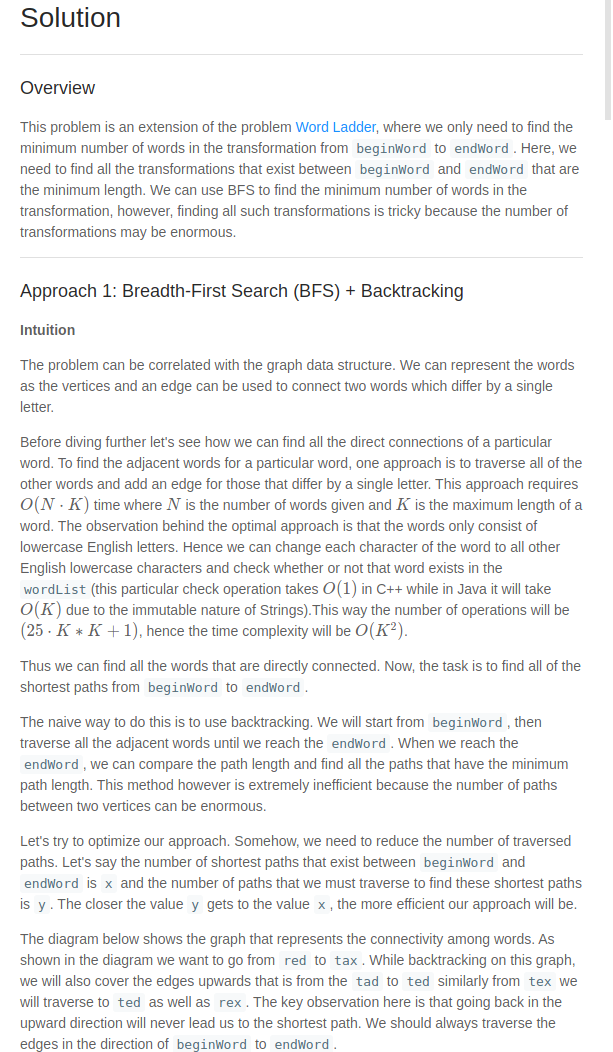 Solution
Overview
This problem is an extension of the problem Word Ladder, where we only need to find the
minimum number of words in the transformation from beginWord to endWord . Here, we
need to find all the transformations that exist between beginWord and endWord that are
the minimum length. We can use BFS to find the minimum number of words in the
transformation, however, finding all such transformations is tricky because the number of
transformations may be enormous.
Approach 1: Breadth-First Search (BFS) + Backtracking
Intuition
The problem can be correlated with the graph data structure. We can represent the words
as the vertices and an edge can be used to connect two words which differ by a single
letter.
Before diving further let's see how we can find all the direct connections of a particular
word. To find the adjacent words for a particular word, one approach is to traverse all of the
other words and add an edge for those that differ by a single letter. This approach requires
O(N · K) time where N is the number of words given and K is the maximum length of a
word. The observation behind the optimal approach is that the words only consist of
lowercase English letters. Hence we can change each character of the word to all other
English lowercase characters and check whether or not that word exists in the
wordList (this particular check operation takes O(1) in C++ while in Java it will take
O(K) due to the immutable nature of Strings).This way the number of operations will be
(25 · K ∗ K + 1), hence the time complexity will be O(K²).
Thus we can find all the words that are directly connected. Now, the task is to find all of the
shortest paths from beginWord to endWord .
The naive way to do this is to use backtracking. We will start from beginWord , then
traverse all the adjacent words until we reach the endWord . When we reach the
endWord , we can compare the path length and find all the paths that have the minimum
path length. This method however is extremely inefficient because the number of paths
between two vertices can be enormous.
Let's try to optimize our approach. Somehow, we need to reduce the number of traversed
paths. Let's say the number of shortest paths that exist between beginWord and
endWord is x and the number of paths that we must traverse to find these shortest paths
is y . The closer the value y gets to the value x , the more efficient our approach will be.
The diagram below shows the graph that represents the connectivity among words. As
shown in the diagram we want to go from red to tax . While backtracking on this graph,
we will also cover the edges upwards that is from the tad to ted similarly from tex we
will traverse to ted as well as rex . The key observation here is that going back in the
upward direction will never lead us to the shortest path. We should always traverse the
edges in the direction of beginWord to endWord .